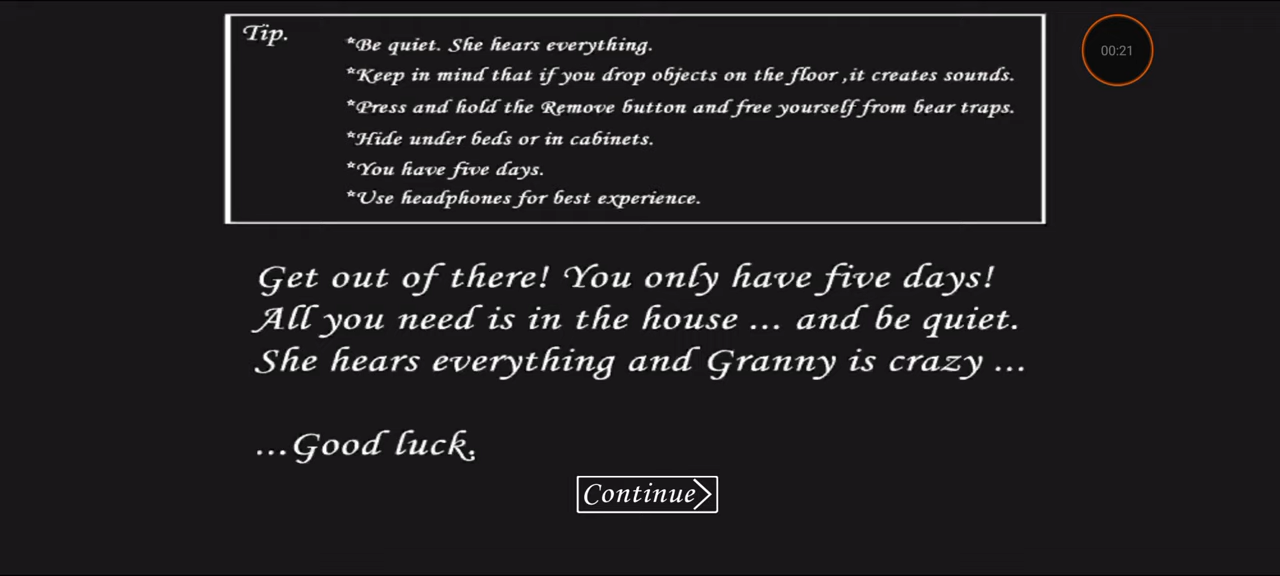 Tip.
*Be quiet. She hears everything.
*Keep in mind that if you drop objects on the floor ,it creates sounds.
*Press and hold the Remove button and free yourself from bear traps.
*Hide under beds or in cabinets.
*You have five days.
*Use headphones for best experience.
00:21
Get out of there! You only have five days!
All you need is in the house ... and be quiet.
She hears everything and Granny is crazy ...
...Good luck.
Continue>